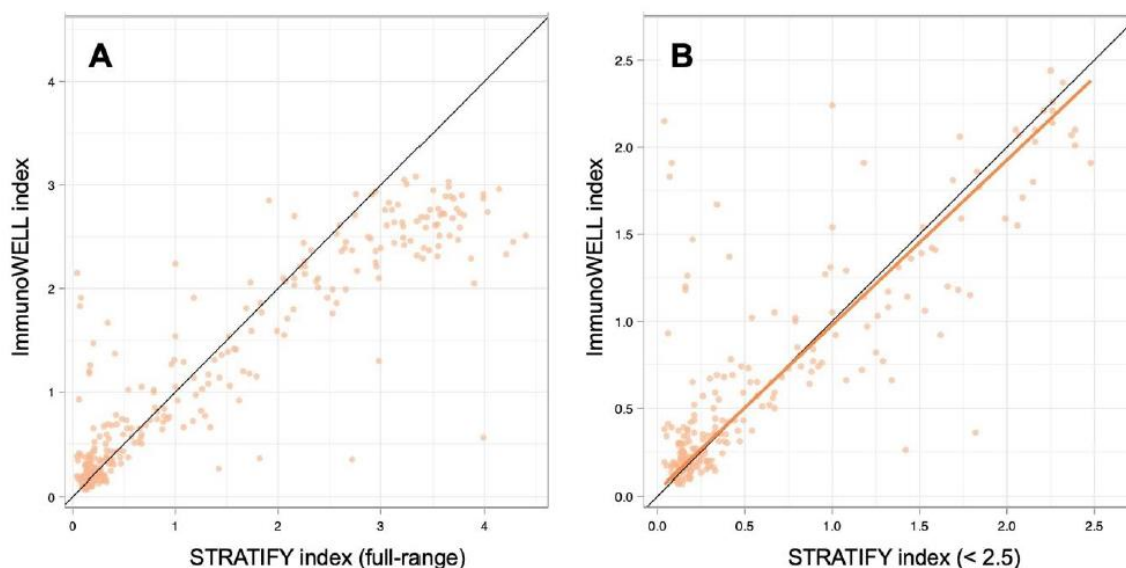 A
ImmunoWELL index
4
3
2
1
0
0 1 2 3 4
STRATIFY index (full-range)
B
ImmunoWELL index
2.5
2.0
1.5
1.0
0.5
0.0
0.0 0.5 1.0 1.5 2.0 2.5
STRATIFY index (< 2.5)